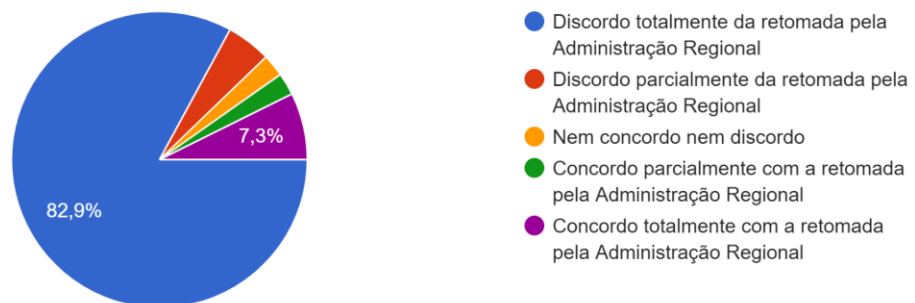 Discordo totalmente da retomada pela
Administração Regional
Discordo parcialmente da retomada pela
Administração Regional
Nem concordo nem discordo
Concordo parcialmente com a retomada
pela Administração Regional
Concordo totalmente com a retomada
pela Administração Regional
7,3%
82,9%